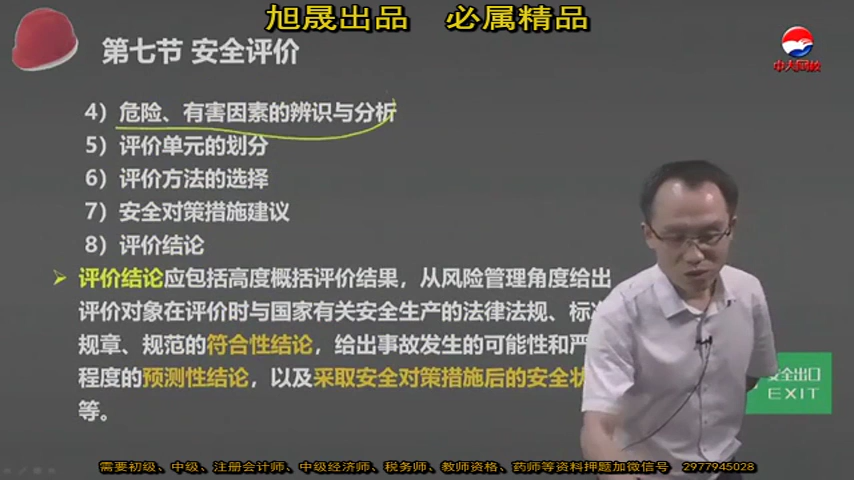 旭晟出品 必属精品
第七节 安全评价
中大网校
4）危险、有害因素的辨识与分析
5）评价单元的划分
6）评价方法的选择
7）安全对策措施建议
8）评价结论
评价结论应包括高度概括评价结果，从风险管理角度给出
评价对象在评价时与国家有关安全生产的法律法规、标准
规章、规范的符合性结论，给出事故发生的可能性和严
程度的预测性结论，以及采取安全对策措施后的安全状
等。
安全出口
EXIT
需要初级、中级、注册会计师、中级经济师、税务师、教师资格、药师等资料押题加微信号 2977945028